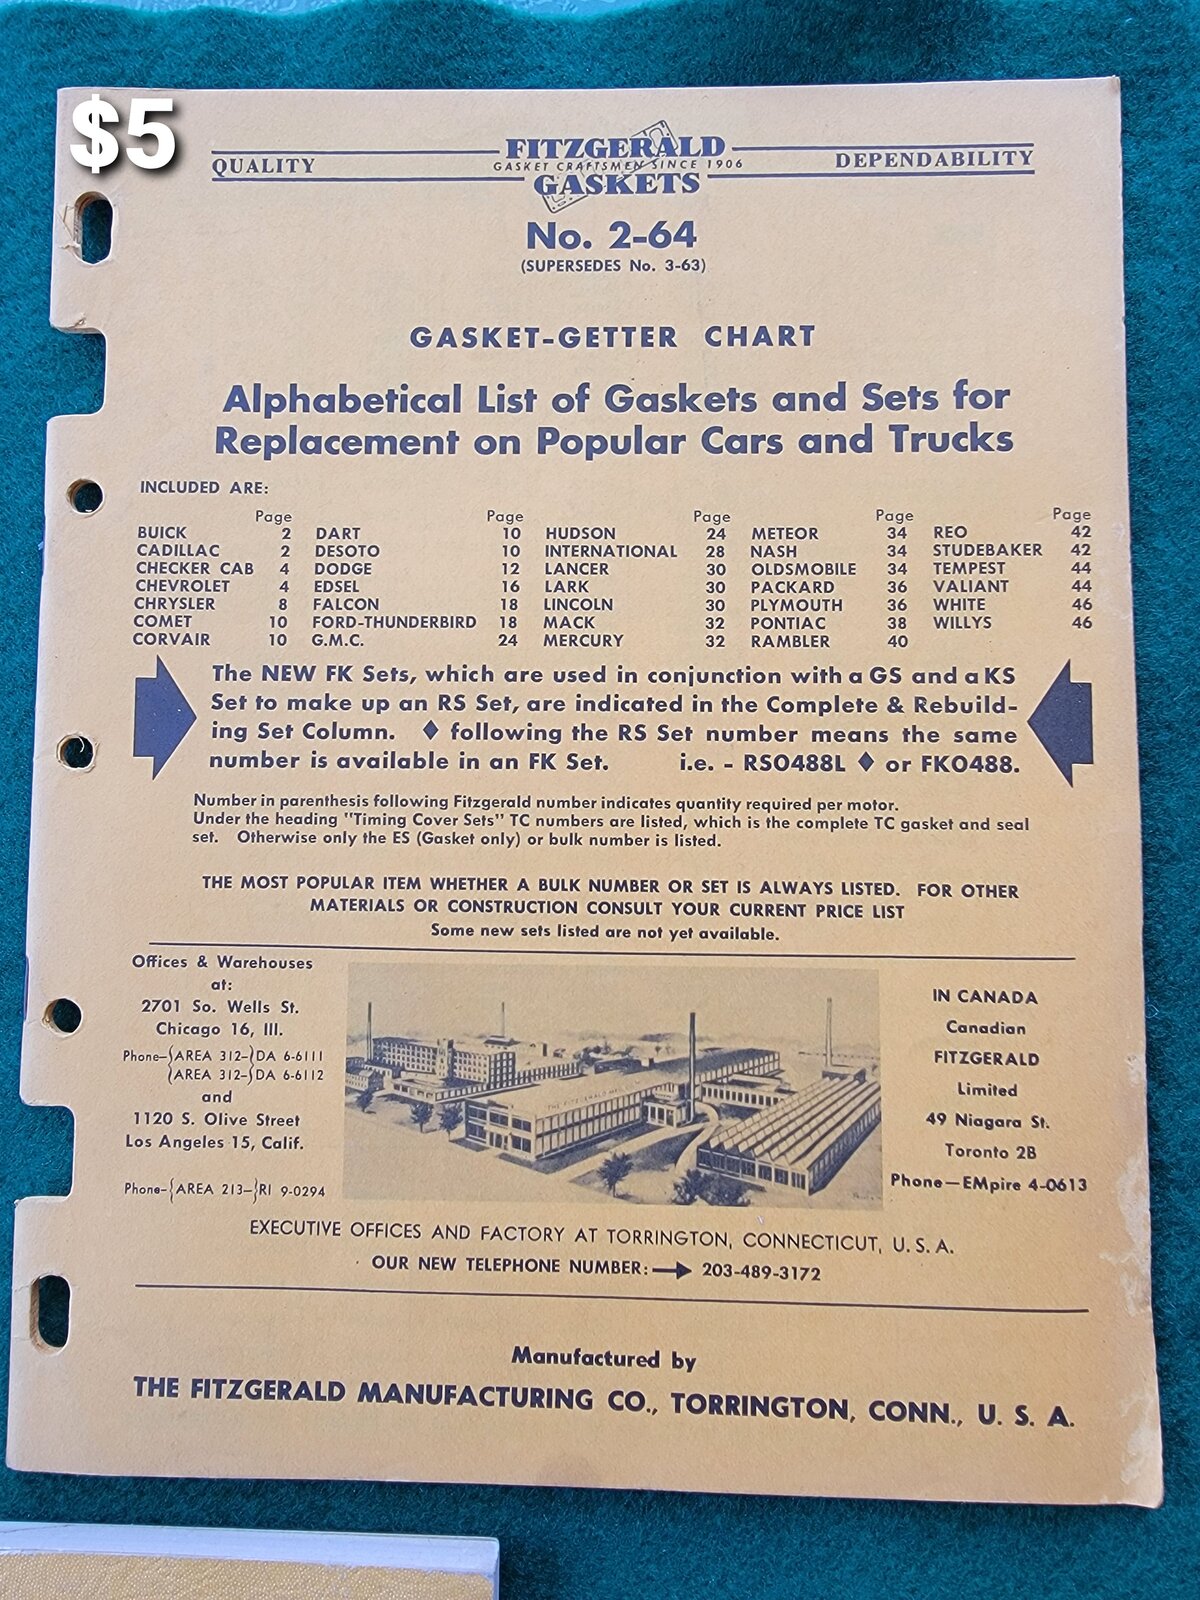 $5
QUALITY
FITZGERALD
GASKET CRAFTSMEN SINCE 1906
GASKETS
DEPENDABILITY
No. 2-64
(SUPERSEDES No. 3-63)
GASKET-GETTER CHART
Alphabetical List of Gaskets and Sets for
Replacement on Popular Cars and Trucks
INCLUDED ARE:
Page Page Page Page Page
BUICK 2 DART 10 HUDSON 24 METEOR 34 REO 42
CADILLAC 2 DESOTO 10 INTERNATIONAL 28 NASH 34 STUDEBAKER 42
CHECKER CAB 4 DODGE 12 LANCER 30 OLDSMOBILE 34 TEMPEST 44
CHEVROLET 4 EDSEL 16 LARK 30 PACKARD 36 VALIANT 44
CHRYSLER 8 FALCON 18 LINCOLN 30 PLYMOUTH 36 WHITE 46
COMET 10 FORD-THUNDERBIRD 18 MACK 32 PONTIAC 38 WILLYS 46
CORVAIR 10 G.M.C. 24 MERCURY 32 RAMBLER 40
The NEW FK Sets, which are used in conjunction with a GS and a KS
Set to make up an RS Set, are indicated in the Complete & Rebuild-
ing Set Column. ♦ following the RS Set number means the same
number is available in an FK Set. i.e. - RSO488L ♦ or FKO488.
Number in parenthesis following Fitzgerald number indicates quantity required per motor.
Under the heading "Timing Cover Sets" TC numbers are listed, which is the complete TC gasket and seal
set. Otherwise only the ES (Gasket only) or bulk number is listed.
THE MOST POPULAR ITEM WHETHER A BULK NUMBER OR SET IS ALWAYS LISTED. FOR OTHER
MATERIALS OR CONSTRUCTION CONSULT YOUR CURRENT PRICE LIST
Some new sets listed are not yet available.
Offices & Warehouses
at:
2701 So. Wells St.
Chicago 16, Ill.
Phone-{AREA 312-}DA 6-6111
{AREA 312-}DA 6-6112
and
1120 S. Olive Street
Los Angeles 15, Calif.
Phone-{AREA 213-}RI 9-0294
THE FITZGERALD
IN CANADA
Canadian
FITZGERALD
Limited
49 Niagara St.
Toronto 2B
Phone—EMpire 4-0613
EXECUTIVE OFFICES AND FACTORY AT TORRINGTON, CONNECTICUT, U. S. A.
OUR NEW TELEPHONE NUMBER: → 203-489-3172
Manufactured by
THE FITZGERALD MANUFACTURING CO., TORRINGTON, CONN., U. S. A.